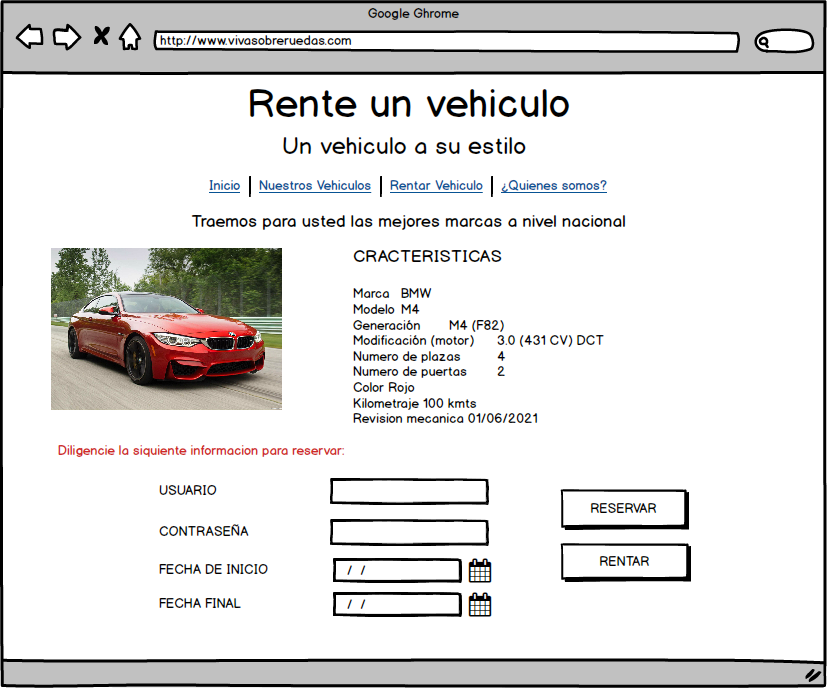 Google Ghrome
http://www.vivasobreruedas.com
Rente un vehiculo
Un vehiculo a su estilo
Inicio | Nuestros Vehiculos | Rentar Vehiculo | ¿Quienes somos?
Traemos para usted las mejores marcas a nivel nacional
CRACTERISTICAS
Marca BMW
Modelo M4
Generación M4 (F82)
Modificación (motor) 3.0 (431 CV) DCT
Numero de plazas 4
Numero de puertas 2
Color Rojo
Kilometraje 100 kmts
Revision mecanica 01/06/2021
Diligencie la siquiente informacion para reservar:
USUARIO
CONTRASEÑA
FECHA DE INICIO / /
FECHA FINAL / /
RESERVAR
RENTAR